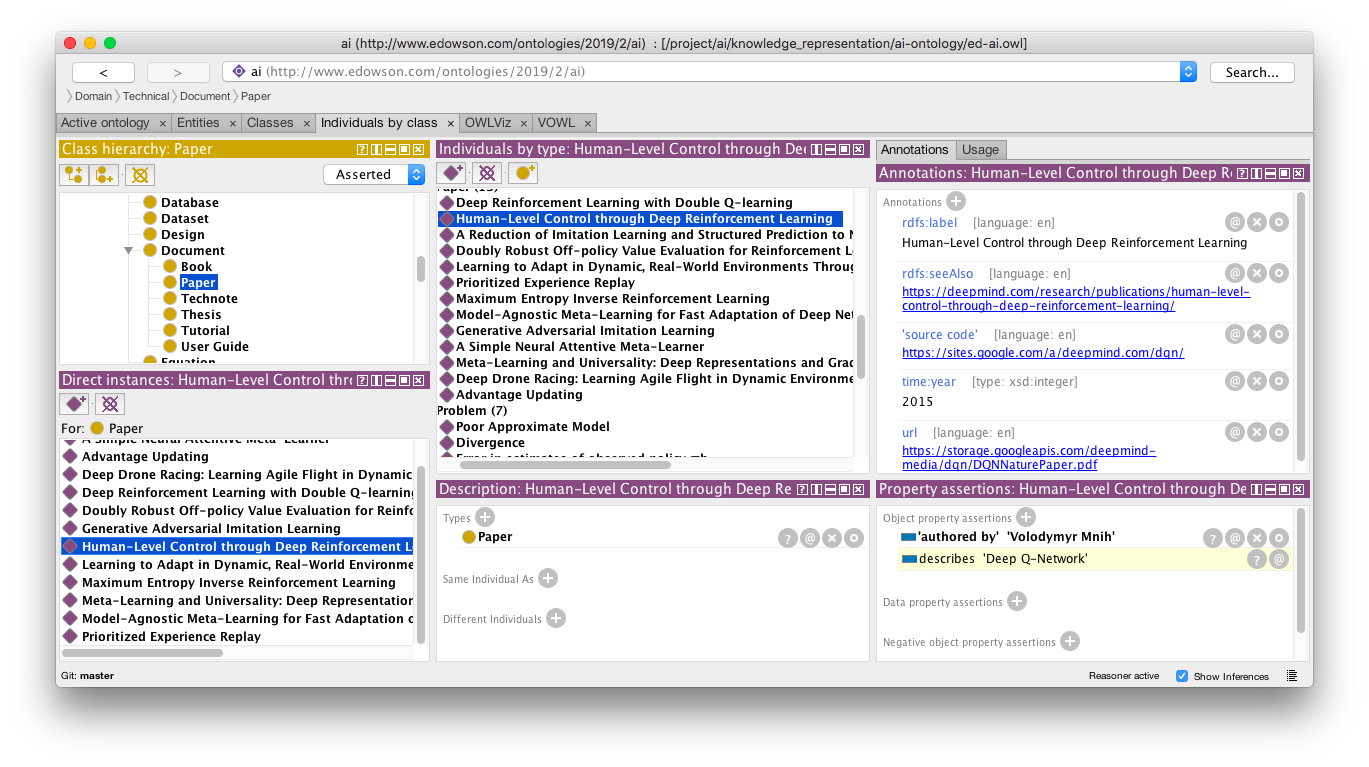 ai (http://www.edowson.com/ontologies/2019/2/ai)  : [/project/ai/knowledge_representation/ai-ontology/ed-ai.owl]
<
>
ai (http://www.edowson.com/ontologies/2019/2/ai)
Search...
Domain
Technical
Document
Paper
Active ontology ×
Entities ×
Classes ×
Individuals by class ×
OWLViz ×
VOWL ×
Class hierarchy: Paper
Asserted
Database
Dataset
Design
Document
Book
Paper
Technote
Thesis
Tutorial
User Guide
Equation
Direct instances: Human-Level Control thr
For: Paper
A Simple Neural Attentive Meta-Learner
Advantage Updating
Deep Drone Racing: Learning Agile Flight in Dynamic
Deep Reinforcement Learning with Double Q-learning
Doubly Robust Off-policy Value Evaluation for Reinfo
Generative Adversarial Imitation Learning
Human-Level Control through Deep Reinforcement L
Learning to Adapt in Dynamic, Real-World Environme
Maximum Entropy Inverse Reinforcement Learning
Meta-Learning and Universality: Deep Representation
Model-Agnostic Meta-Learning for Fast Adaptation o
Prioritized Experience Replay
Individuals by type: Human-Level Control through Dee
Paper (13)
Deep Reinforcement Learning with Double Q-learning
Human-Level Control through Deep Reinforcement Learning
A Reduction of Imitation Learning and Structured Prediction to N
Doubly Robust Off-policy Value Evaluation for Reinforcement L
Learning to Adapt in Dynamic, Real-World Environments Throug
Prioritized Experience Replay
Maximum Entropy Inverse Reinforcement Learning
Model-Agnostic Meta-Learning for Fast Adaptation of Deep Net
Generative Adversarial Imitation Learning
A Simple Neural Attentive Meta-Learner
Meta-Learning and Universality: Deep Representations and Grad
Deep Drone Racing: Learning Agile Flight in Dynamic Environme
Advantage Updating
Problem (7)
Poor Approximate Model
Divergence
Error in estimates of observed policy
Description: Human-Level Control through Deep Re
Types
Paper
Same Individual As
Different Individuals
Annotations
Usage
Annotations: Human-Level Control through Deep R
Annotations
rdfs:label [language: en]
Human-Level Control through Deep Reinforcement Learning
rdfs:seeAlso [language: en]
https://deepmind.com/research/publications/human-level-
control-through-deep-reinforcement-learning/
'source code' [language: en]
https://sites.google.com/a/deepmind.com/dqn/
time:year [type: xsd:integer]
2015
url [language: en]
https://storage.googleapis.com/deepmind-
media/dqn/DQNNaturePaper.pdf
Property assertions: Human-Level Control through De
Object property assertions
'authored by' 'Volodymyr Mnih'
describes 'Deep Q-Network'
Data property assertions
Negative object property assertions
Git: master
Reasoner active
Show Inferences